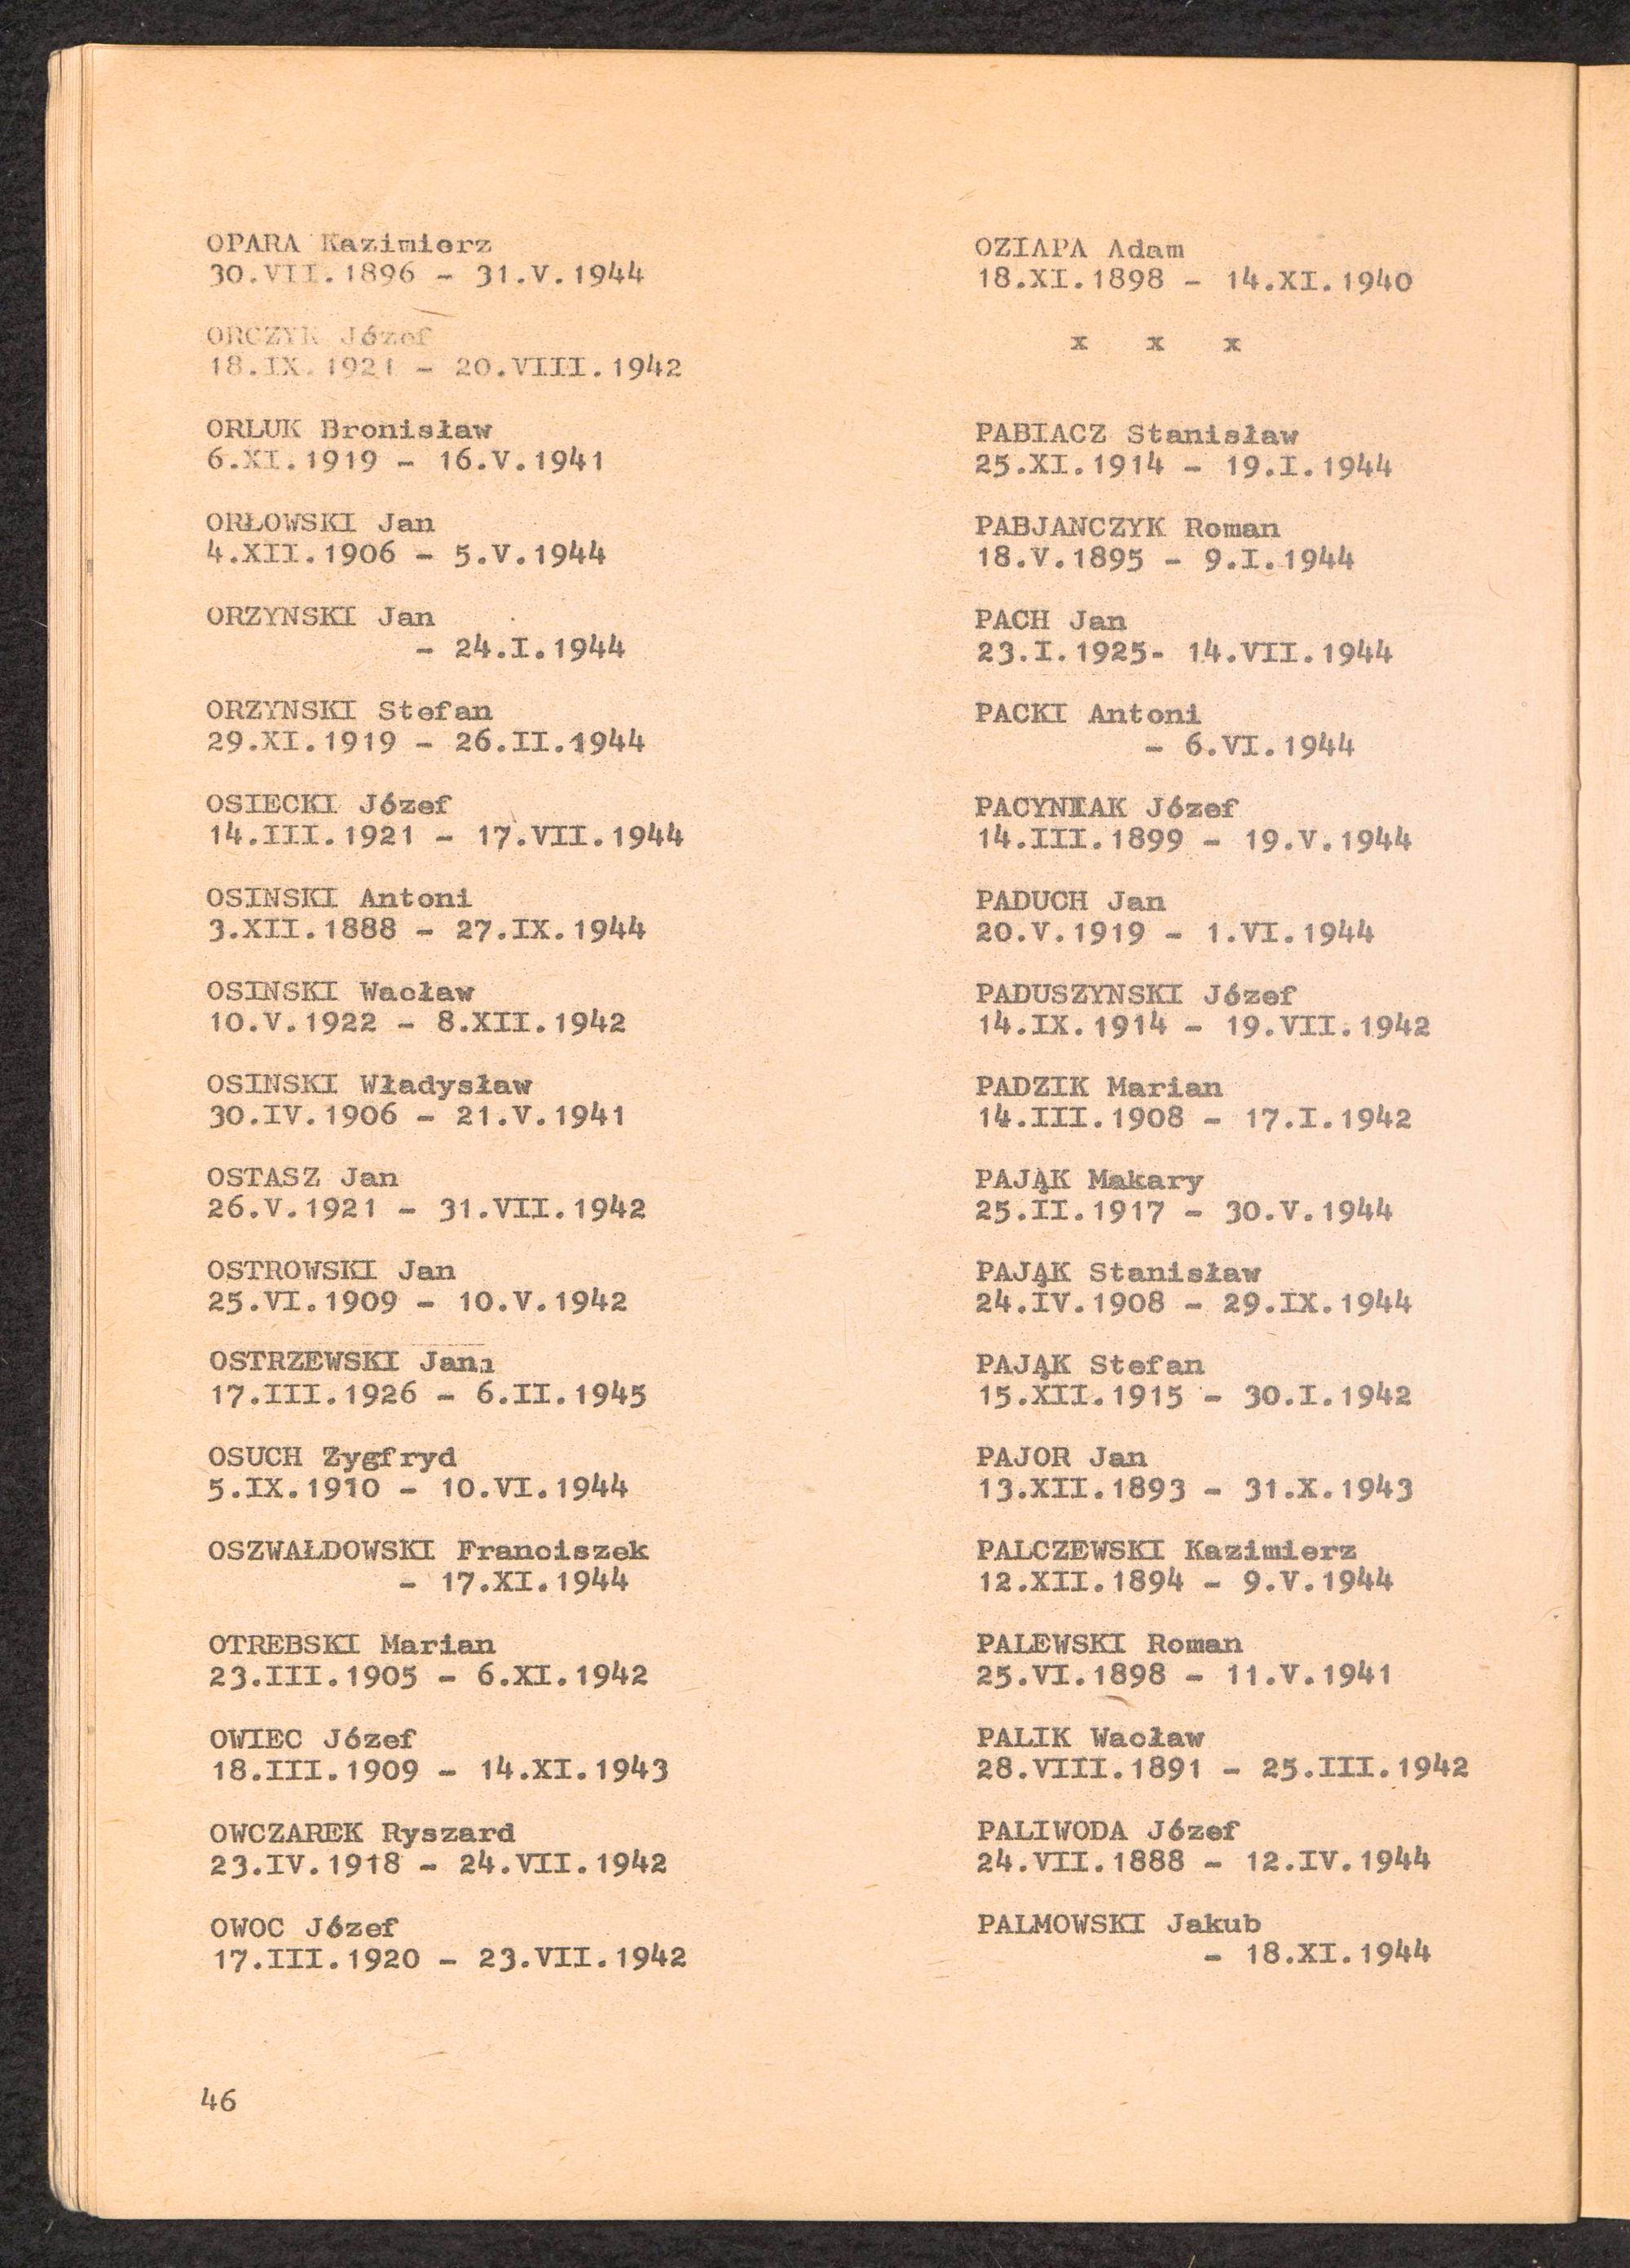 OPARA Kazimierz
30.VII.1896 - 31.V.1944
ORCZYK Józef
18.IX.1921 - 20.VIII.1942
ORLUK Bronisław
6.XI.1919 - 16.V.1941
ORŁOWSKI Jan
4.XII.1906 - 5.V.1944
ORZYNSKI Jan
- 24.I.1944
ORZYNSKI Stefan
29.XI.1919 - 26.II.1944
OSIECKI Józef
14.III.1921 - 17.VII.1944
OSINSKI Antoni
3.XII.1888 - 27.IX.1944
OSINSKI Wacław
10.V.1922 - 8.XII.1942
OSINSKI Władysław
30.IV.1906 - 21.V.1941
OSTASZ Jan
26.V.1921 - 31.VII.1942
OSTROWSKI Jan
25.VI.1909 - 10.V.1942
OSTRZEWSKI Jan
17.III.1926 - 6.II.1945
OSUCH Zygfryd
5.IX.1910 - 10.VI.1944
OSZWAŁDOWSKI Franciszek
- 17.XI.1944
OTREBSKI Marian
23.III.1905 - 6.XI.1942
OWIEC Józef
18.III.1909 - 14.XI.1943
OWCZAREK Ryszard
23.IV.1918 - 24.VII.1942
OWOC Józef
17.III.1920 - 23.VII.1942
46
OZIAPA Adam
18.XI.1898 - 14.XI.1940
x x x
PABIACZ Stanisław
25.XI.1914 - 19.I.1944
PABJANCZYK Roman
18.V.1895 - 9.I.1944
PACH Jan
23.I.1925- 14.VII.1944
PACKI Antoni
- 6.VI.1944
PACYNIAK Józef
14.III.1899 - 19.V.1944
PADUCH Jan
20.V.1919 - 1.VI.1944
PADUSZYNSKI Józef
14.IX.1914 - 19.VII.1942
PADZIK Marian
14.III.1908 - 17.I.1942
PAJĄK Makary
25.II.1917 - 30.V.1944
PAJĄK Stanisław
24.IV.1908 - 29.IX.1944
PAJĄK Stefan
15.XII.1915 - 30.I.1942
PAJOR Jan
13.XII.1893 - 31.X.1943
PALCZEWSKI Kazimierz
12.XII.1894 - 9.V.1944
PALEWSKI Roman
25.VI.1898 - 11.V.1941
PALIK Wacław
28.VIII.1891 - 25.III.1942
PALIWODA Józef
24.VII.1888 - 12.IV.1944
PALMOWSKI Jakub
- 18.XI.1944